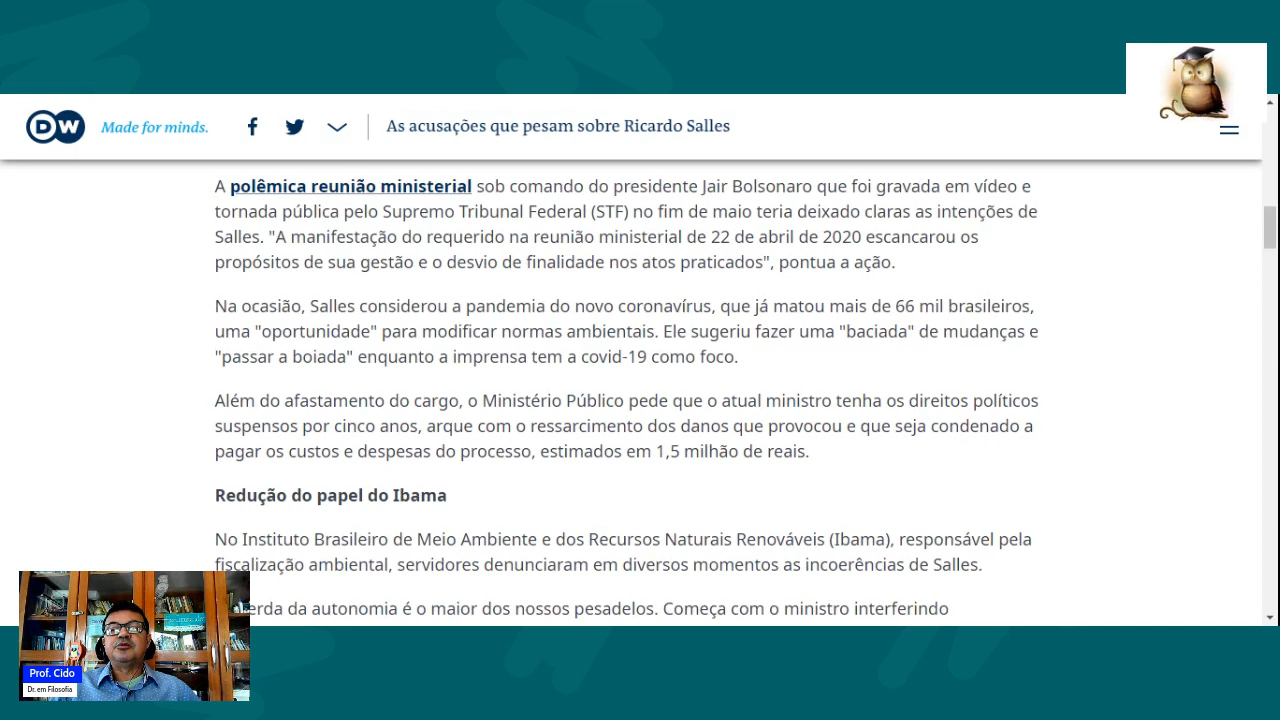 DW Made for minds. As acusações que pesam sobre Ricardo Salles
A polêmica reunião ministerial sob comando do presidente Jair Bolsonaro que foi gravada em vídeo e
tornada pública pelo Supremo Tribunal Federal (STF) no fim de maio teria deixado claras as intenções de
Salles. "A manifestação do requerido na reunião ministerial de 22 de abril de 2020 escancarou os
propósitos de sua gestão e o desvio de finalidade nos atos praticados", pontua a ação.
Na ocasião, Salles considerou a pandemia do novo coronavírus, que já matou mais de 66 mil brasileiros,
uma "oportunidade" para modificar normas ambientais. Ele sugeriu fazer uma "baciada" de mudanças e
"passar a boiada" enquanto a imprensa tem a covid-19 como foco.
Além do afastamento do cargo, o Ministério Público pede que o atual ministro tenha os direitos políticos
suspensos por cinco anos, arque com o ressarcimento dos danos que provocou e que seja condenado a
pagar os custos e despesas do processo, estimados em 1,5 milhão de reais.
Redução do papel do Ibama
No Instituto Brasileiro de Meio Ambiente e dos Recursos Naturais Renováveis (Ibama), responsável pela
fiscalização ambiental, servidores denunciaram em diversos momentos as incoerências de Salles.
da autonomia é o maior dos nossos pesadelos. Começa com o ministro interferindo
Prof. Cido
Dr. em Filosofia